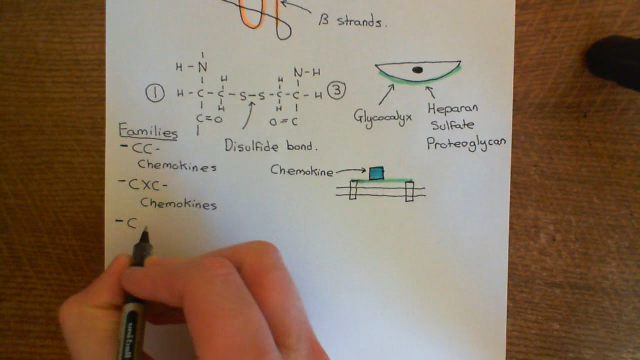 β strands.
H-N
N-H
H
H
①
H-C-C-S-S-C-C-H
③
H
H
C=O
O=C
Disulfide bond.
Glycocalyx
Heparan
Sulfate
Proteoglycan
Families
-CC-
Chemokines
-CXC-
Chemokines
-C
Chemokine